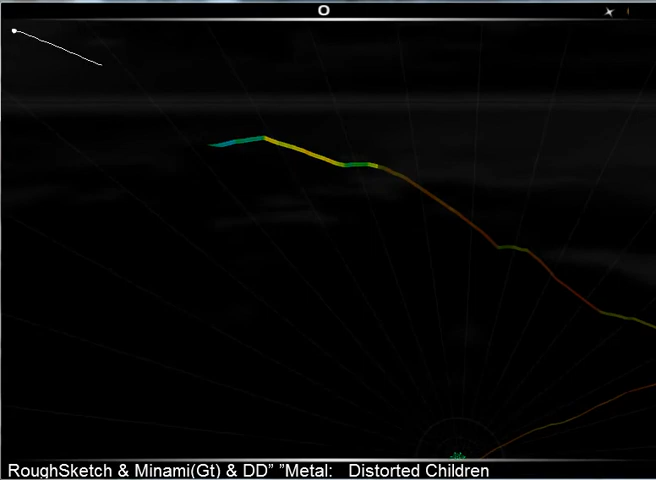 O
RoughSketch & Minami(Gt) & DD” ”Metal:   Distorted Children